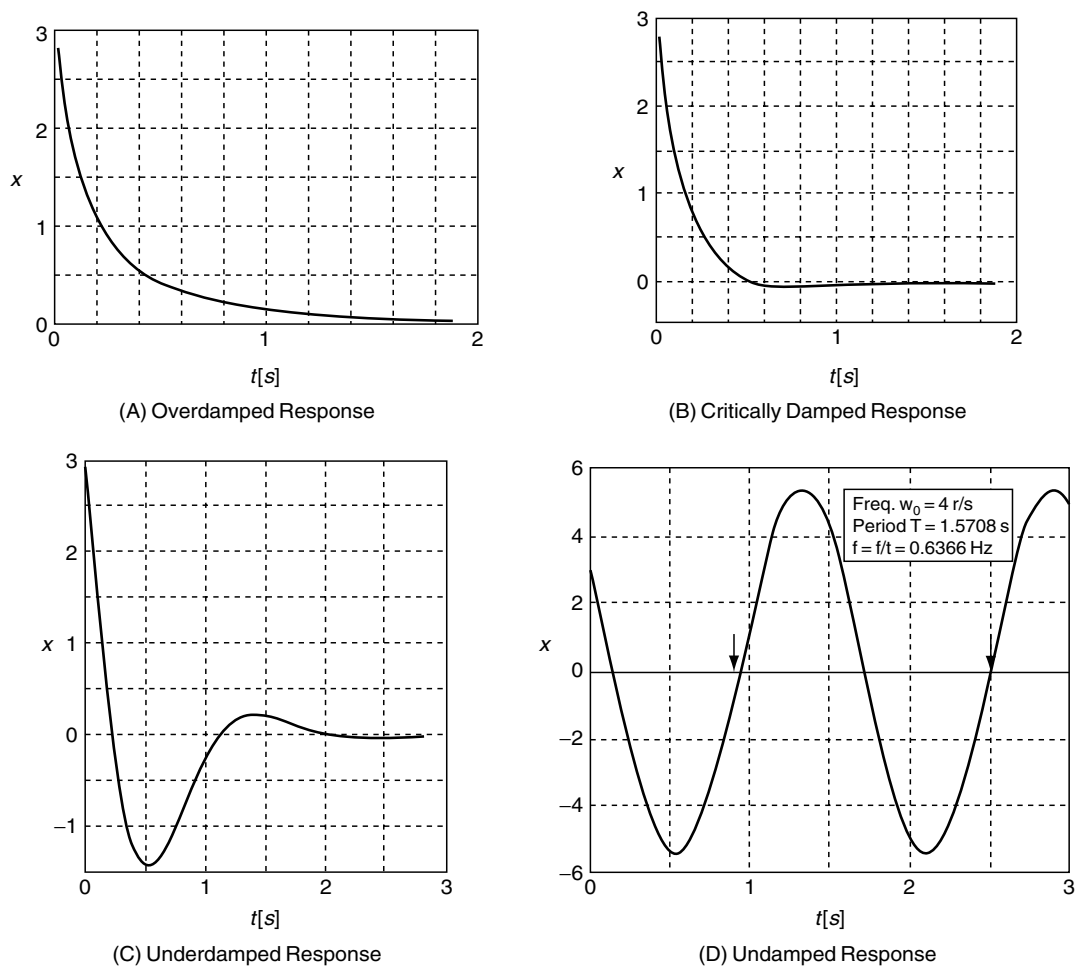 3
2
x
1
0
0
1
2
t[s]
(A) Overdamped Response
3
2
x
1
0
0
1
2
t[s]
(B) Critically Damped Response
3
2
x
1
0
−1
0
1
2
3
t[s]
(C) Underdamped Response
6
4
2
x
0
−2
−4
−6
Freq. w0 = 4 r/s
Period T = 1.5708 s
f = f/t = 0.6366 Hz
0
1
2
3
t[s]
(D) Undamped Response